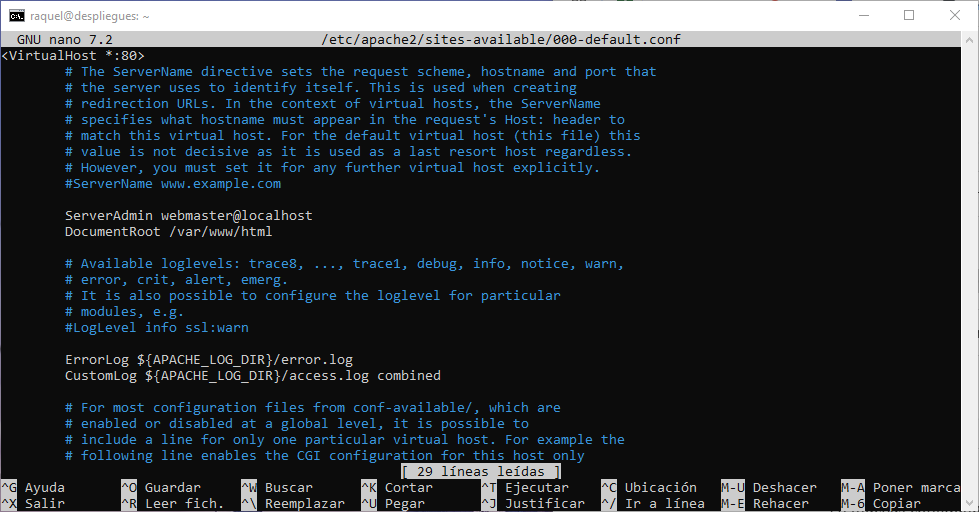 raquel@despliegues: ~
GNU nano 7.2 /etc/apache2/sites-available/000-default.conf
<VirtualHost *:80>
# The ServerName directive sets the request scheme, hostname and port that
# the server uses to identify itself. This is used when creating
# redirection URLs. In the context of virtual hosts, the ServerName
# specifies what hostname must appear in the request's Host: header to
# match this virtual host. For the default virtual host (this file) this
# value is not decisive as it is used as a last resort host regardless.
# However, you must set it for any further virtual host explicitly.
#ServerName www.example.com
ServerAdmin webmaster@localhost
DocumentRoot /var/www/html
# Available loglevels: trace8, ..., trace1, debug, info, notice, warn,
# error, crit, alert, emerg.
# It is also possible to configure the loglevel for particular
# modules, e.g.
#LogLevel info ssl:warn
ErrorLog ${APACHE_LOG_DIR}/error.log
CustomLog ${APACHE_LOG_DIR}/access.log combined
# For most configuration files from conf-available/, which are
# enabled or disabled at a global level, it is possible to
# include a line for only one particular virtual host. For example the
# following line enables the CGI configuration for this host only
[ 29 líneas leídas ]
^G Ayuda ^O Guardar ^W Buscar ^K Cortar ^T Ejecutar ^C Ubicación M-U Deshacer M-A Poner marca
^X Salir ^R Leer fich. ^\ Reemplazar ^U Pegar ^J Justificar ^/ Ir a línea M-E Rehacer M-6 Copiar